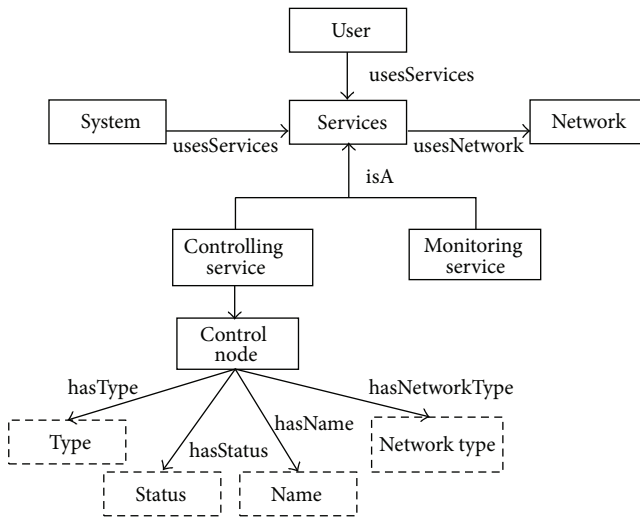 User
usesServices
System
Services
Network
usesServices
usesNetwork
isA
Controlling
service
Monitoring
service
Control
node
hasType
hasNetworkType
hasName
hasStatus
Type
Network type
Status
Name